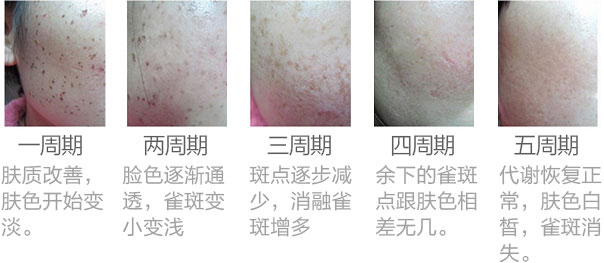 一周期
肤质改善，
肤色开始变
淡。
两周期
脸色逐渐通
透，雀斑变
小变浅
三周期
斑点逐步减
少，消融雀
斑增多
四周期
余下的雀斑
点跟肤色相
差无几。
五周期
代谢恢复正
常，肤色白
皙，雀斑消
失。